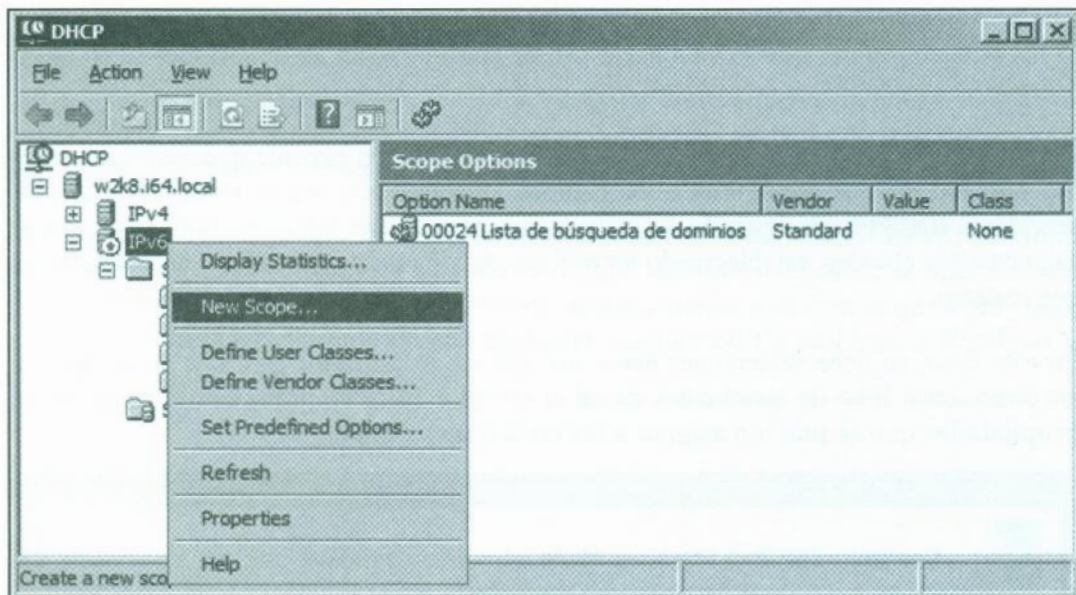 DHCP
File Action View Help
DHCP
w2k8.i64.local
IPv4
IPv6
Scope Options
Option Name Vendor Value Class
00024 Lista de búsqueda de dominios Standard None
Display Statistics...
New Scope...
Define User Classes...
Define Vendor Classes...
Set Predefined Options...
Refresh
Properties
Help
Create a new